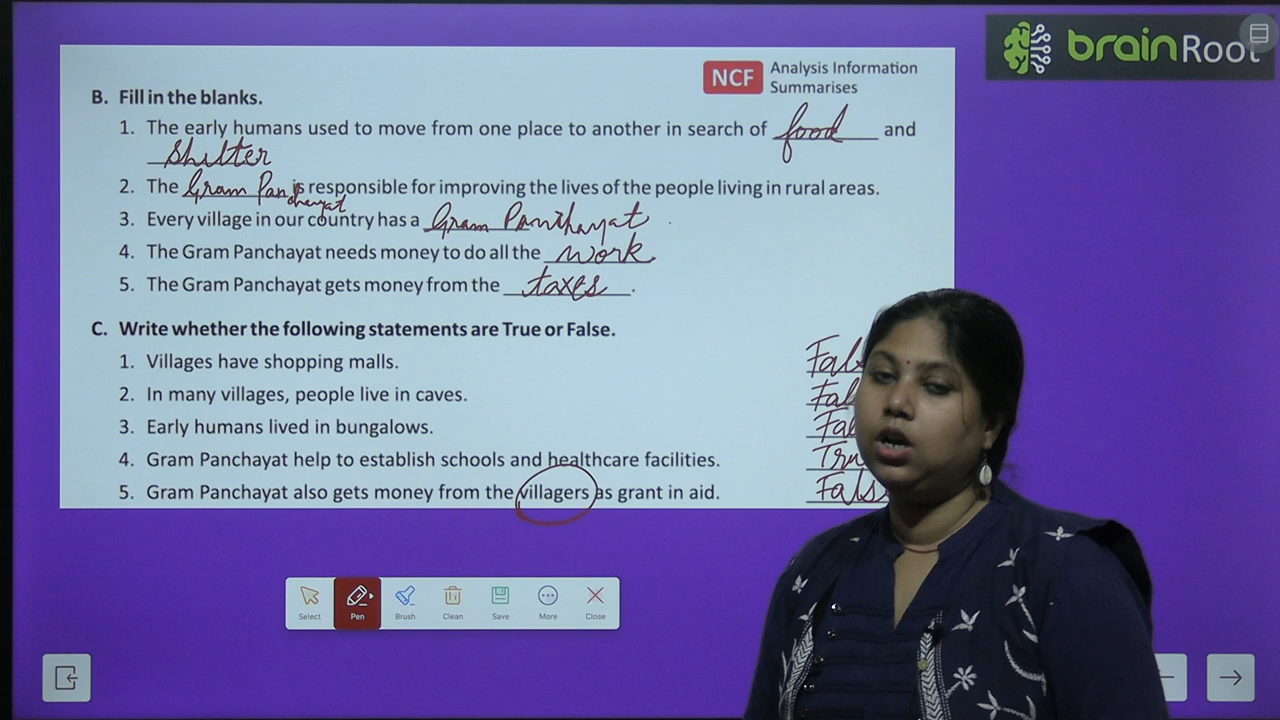 brainRoot
NCF Analysis Information
Summarises
B. Fill in the blanks.
1. The early humans used to move from one place to another in search of food and
Shilter
2. The Gram Panchayat is responsible for improving the lives of the people living in rural areas.
3. Every village in our country has a Gram Panchayat
4. The Gram Panchayat needs money to do all the work.
5. The Gram Panchayat gets money from the taxes.
C. Write whether the following statements are True or False.
1. Villages have shopping malls. Fals
2. In many villages, people live in caves. Fal
3. Early humans lived in bungalows. Fal
4. Gram Panchayat help to establish schools and healthcare facilities. Tru
5. Gram Panchayat also gets money from the villagers as grant in aid. Fals
Select Pen Brush Clean Save More Close